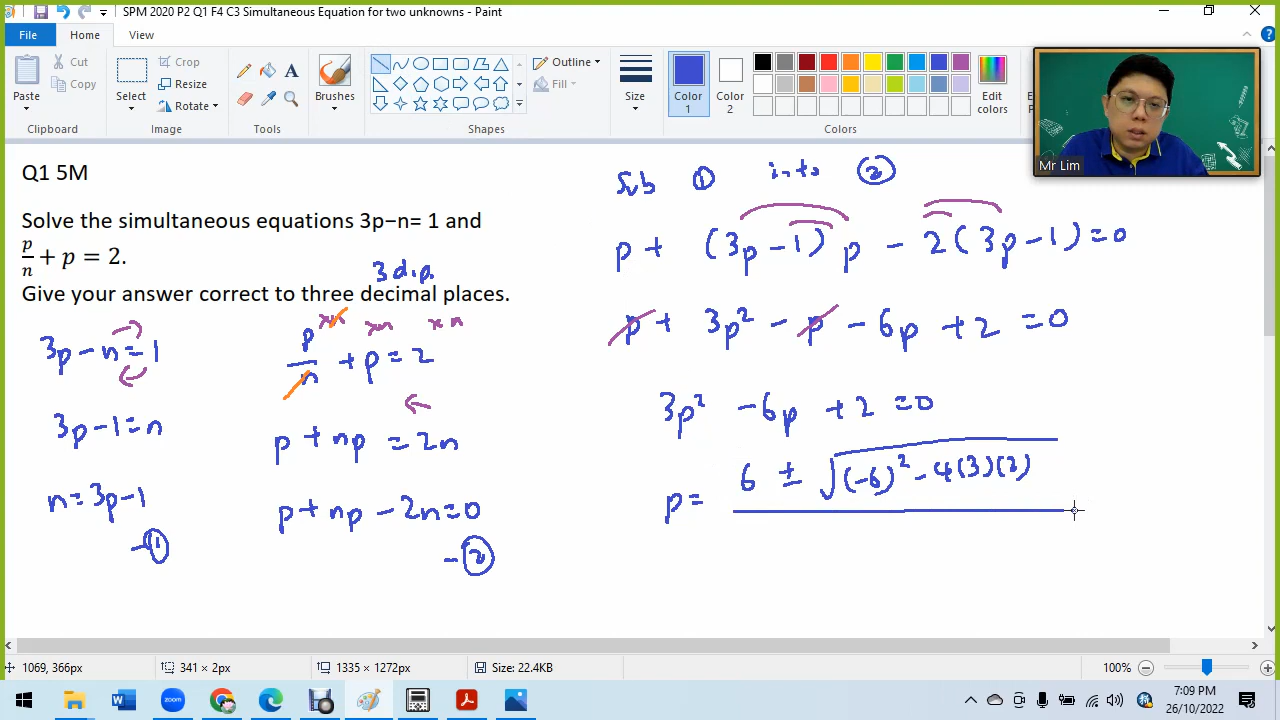 SPM 2020 P2 Q1 F4 C3 Simultaneous Equation for two unknowns - Paint
File Home View
Paste Cut Copy
Clipboard
Select Crop Resize Rotate
Image
Tools
Brushes
Outline Fill
Shapes
Size
Color 1
Color 2
Edit colors
Colors
Mr Lim
Q1 5M
Solve the simultaneous equations 3p−n= 1 and
p/n + p = 2.
3 d.p.
Give your answer correct to three decimal places.
3p - n = 1
3p - 1 = n
n = 3p - 1
- ①
×n ×n ×n
p/n + p = 2
p + np = 2n
p + np - 2n = 0
- ②
Sub ① into ②
p + (3p - 1)p - 2(3p - 1) = 0
p + 3p² - p - 6p + 2 = 0
3p² - 6p + 2 = 0
p = 6 ± √(-6)² - 4(3)(2)
1069, 366px 341 × 2px 1335 × 1272px Size: 22.4KB 100%
zoom
7:09 PM
26/10/2022